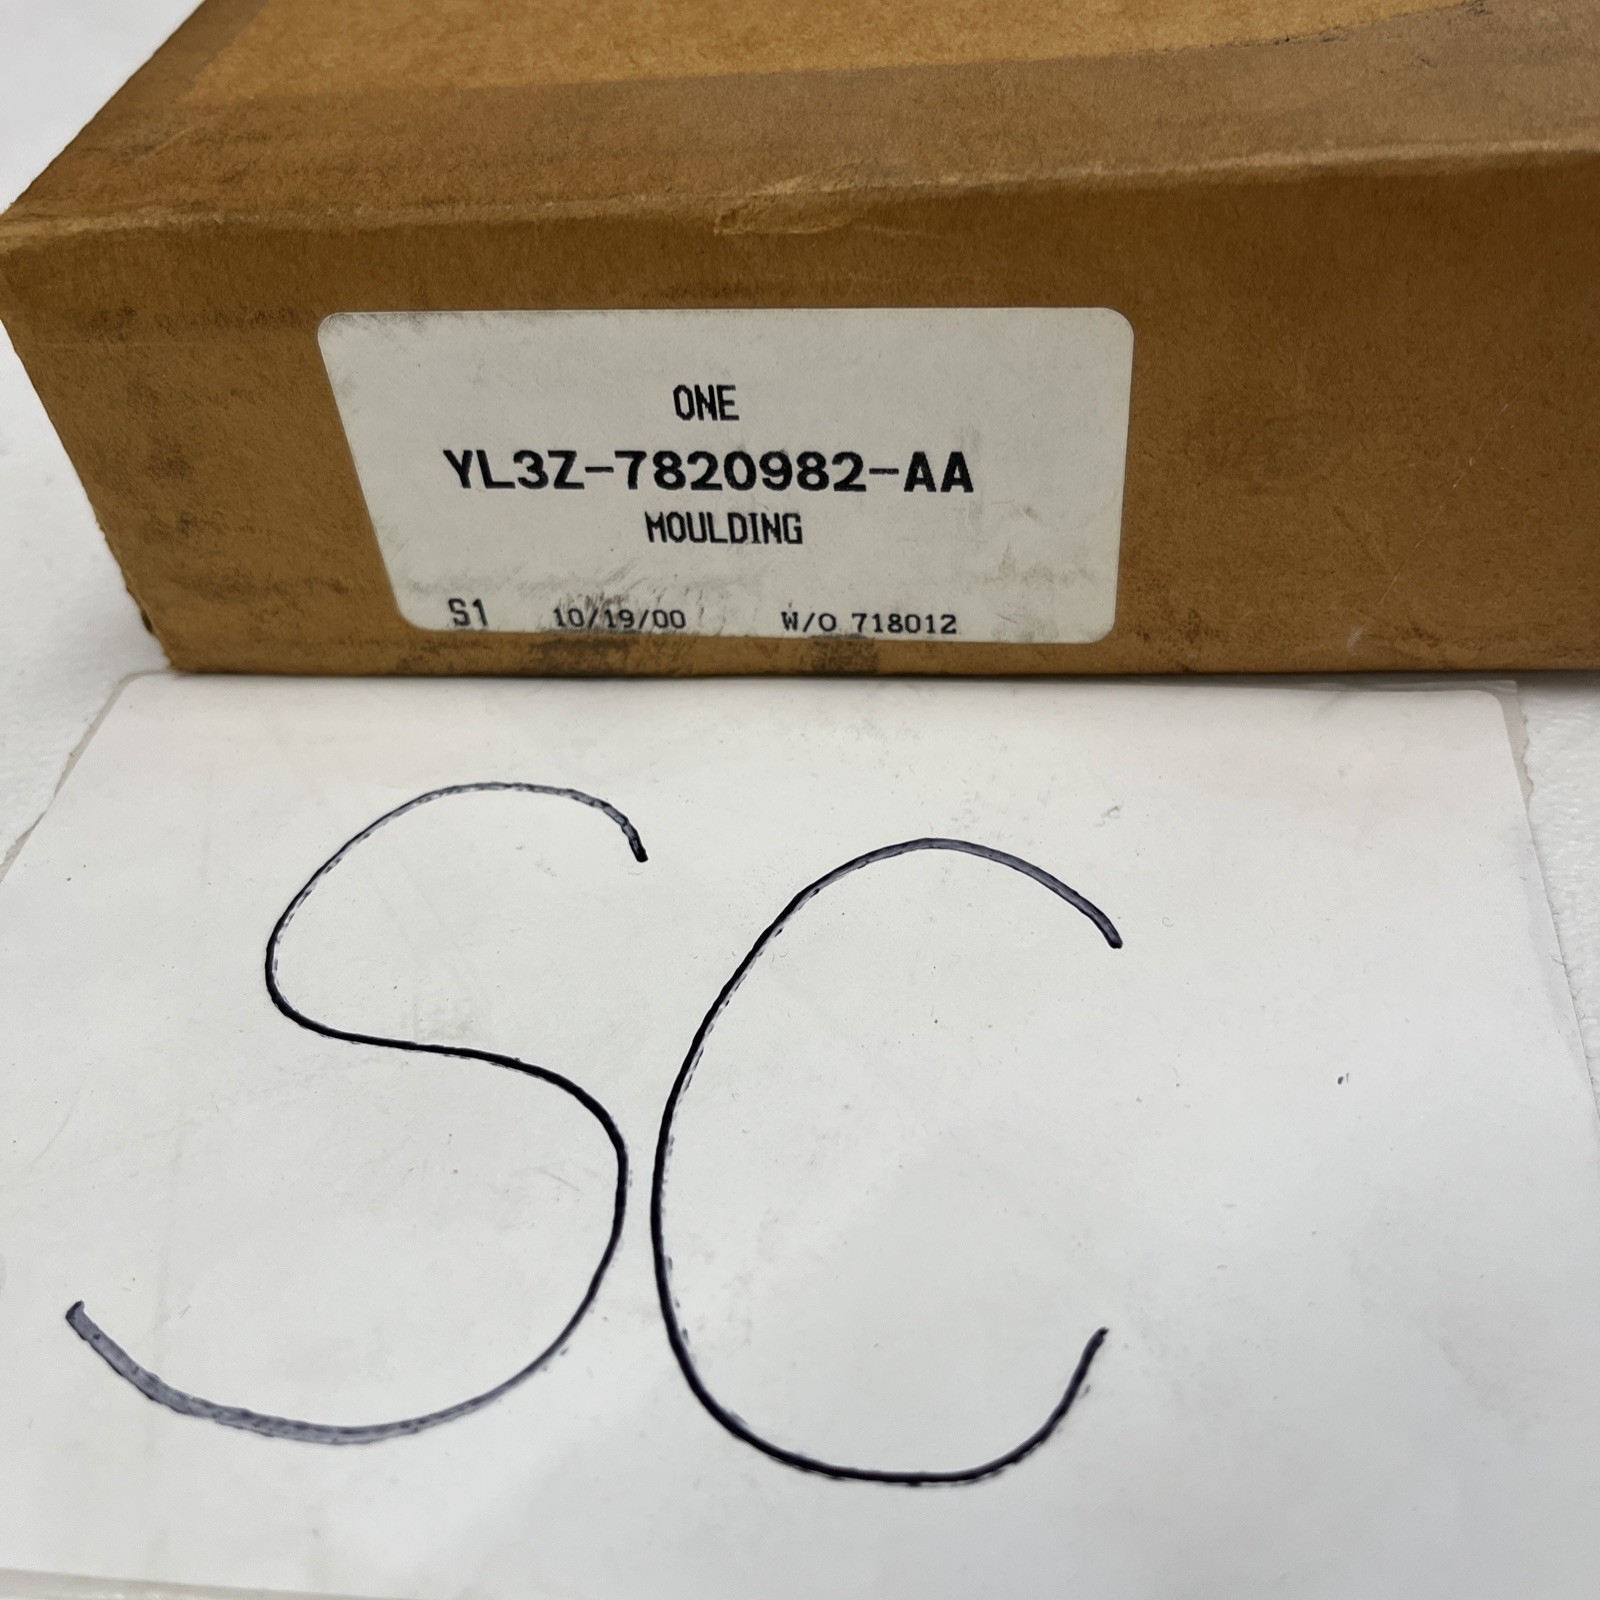 ONE
YL3Z-7820982-AA
MOULDING
S1 10/19/00 W/O 718012
SC